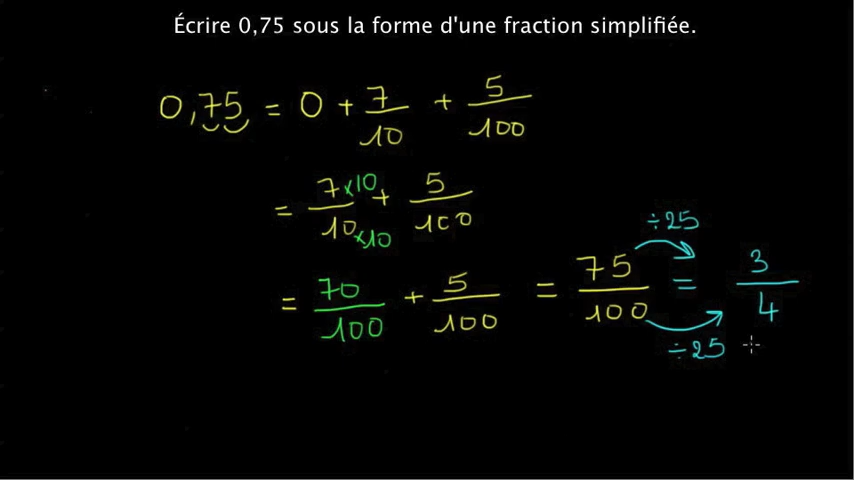 Écrire 0,75 sous la forme d'une fraction simplifiée.
0,75 = 0 + 7/10 + 5/100
= 7×10/10×10 + 5/100
= 70/100 + 5/100 = 75/100 = 3/4
÷25
÷25